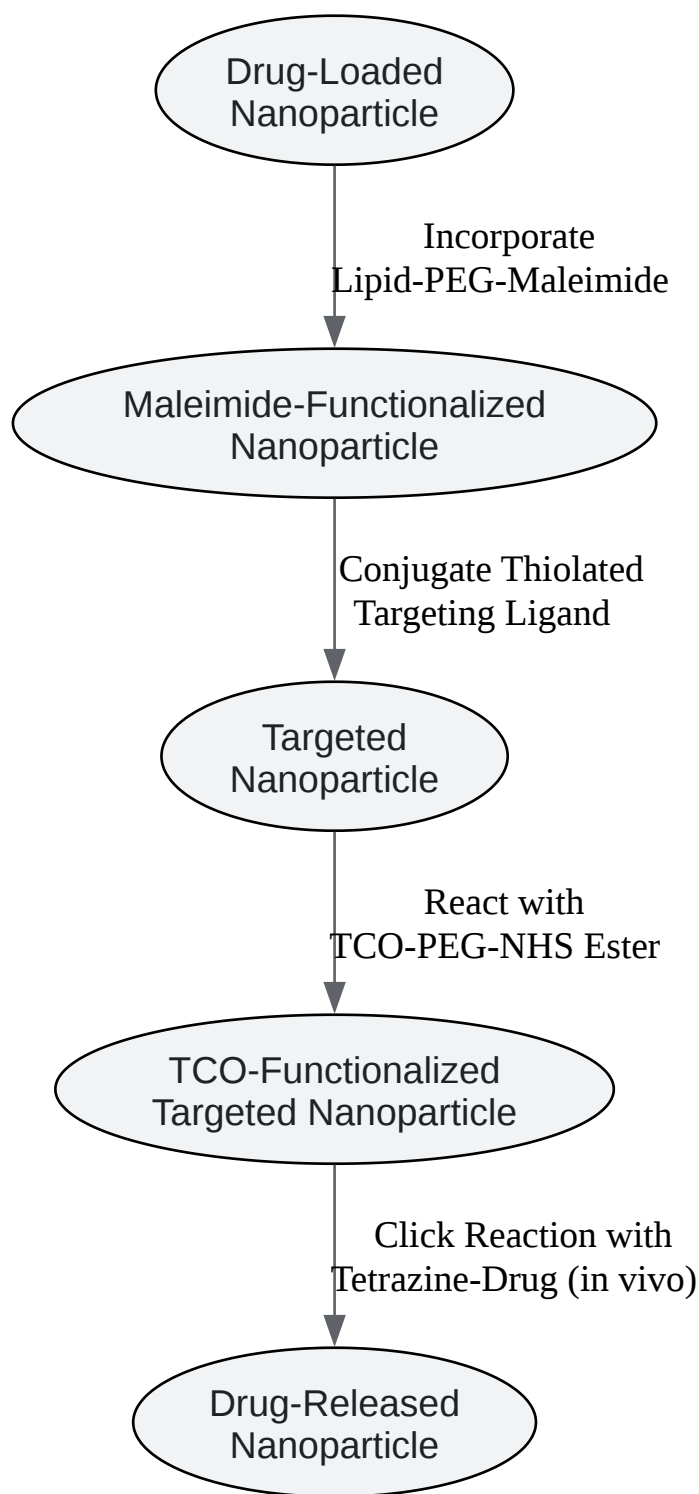 Drug-Loaded
Nanoparticle
Incorporate
Lipid-PEG-Maleimide
Maleimide-Functionalized
Nanoparticle
Conjugate Thiolated
Targeting Ligand
Targeted
Nanoparticle
React with
TCO-PEG-NHS Ester
TCO-Functionalized
Targeted Nanoparticle
Click Reaction with
Tetrazine-Drug (in vivo)
Drug-Released
Nanoparticle